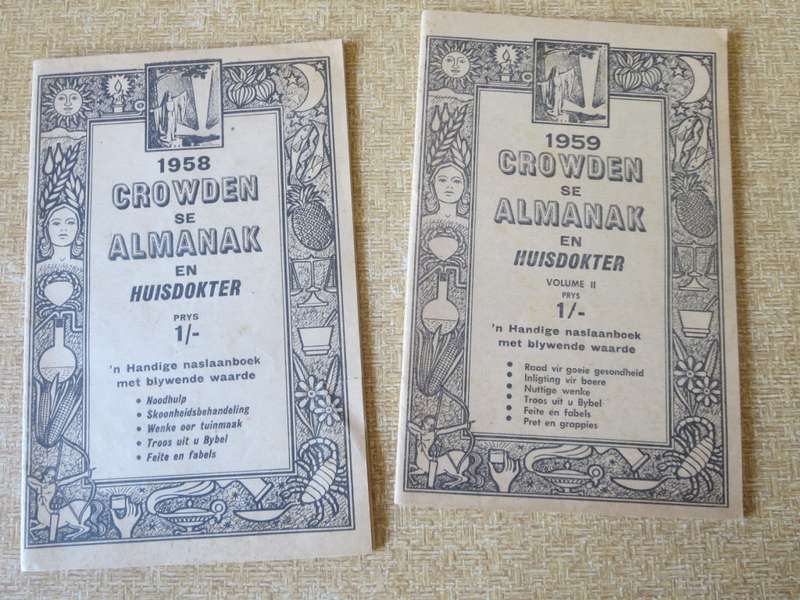 1958
CROWDEN
SE
ALMANAK
EN
HUISDOKTER
PRYS
1/-
'n Handige naslaanboek
met blywende waarde
• Noodhulp
• Skoonheidsbehandeling
• Wenke oor tuinmaak
• Troos uit u Bybel
• Feite en fabels
1959
CROWDEN
SE
ALMANAK
EN
HUISDOKTER
VOLUME II
PRYS
1/-
'n Handige naslaanboek
met blywende waarde
• Raad vir goeie gesondheid
• Inligting vir boere
• Nuttige wenke
• Troos uit u Bybel
• Feite en fabels
• Pret en grappies